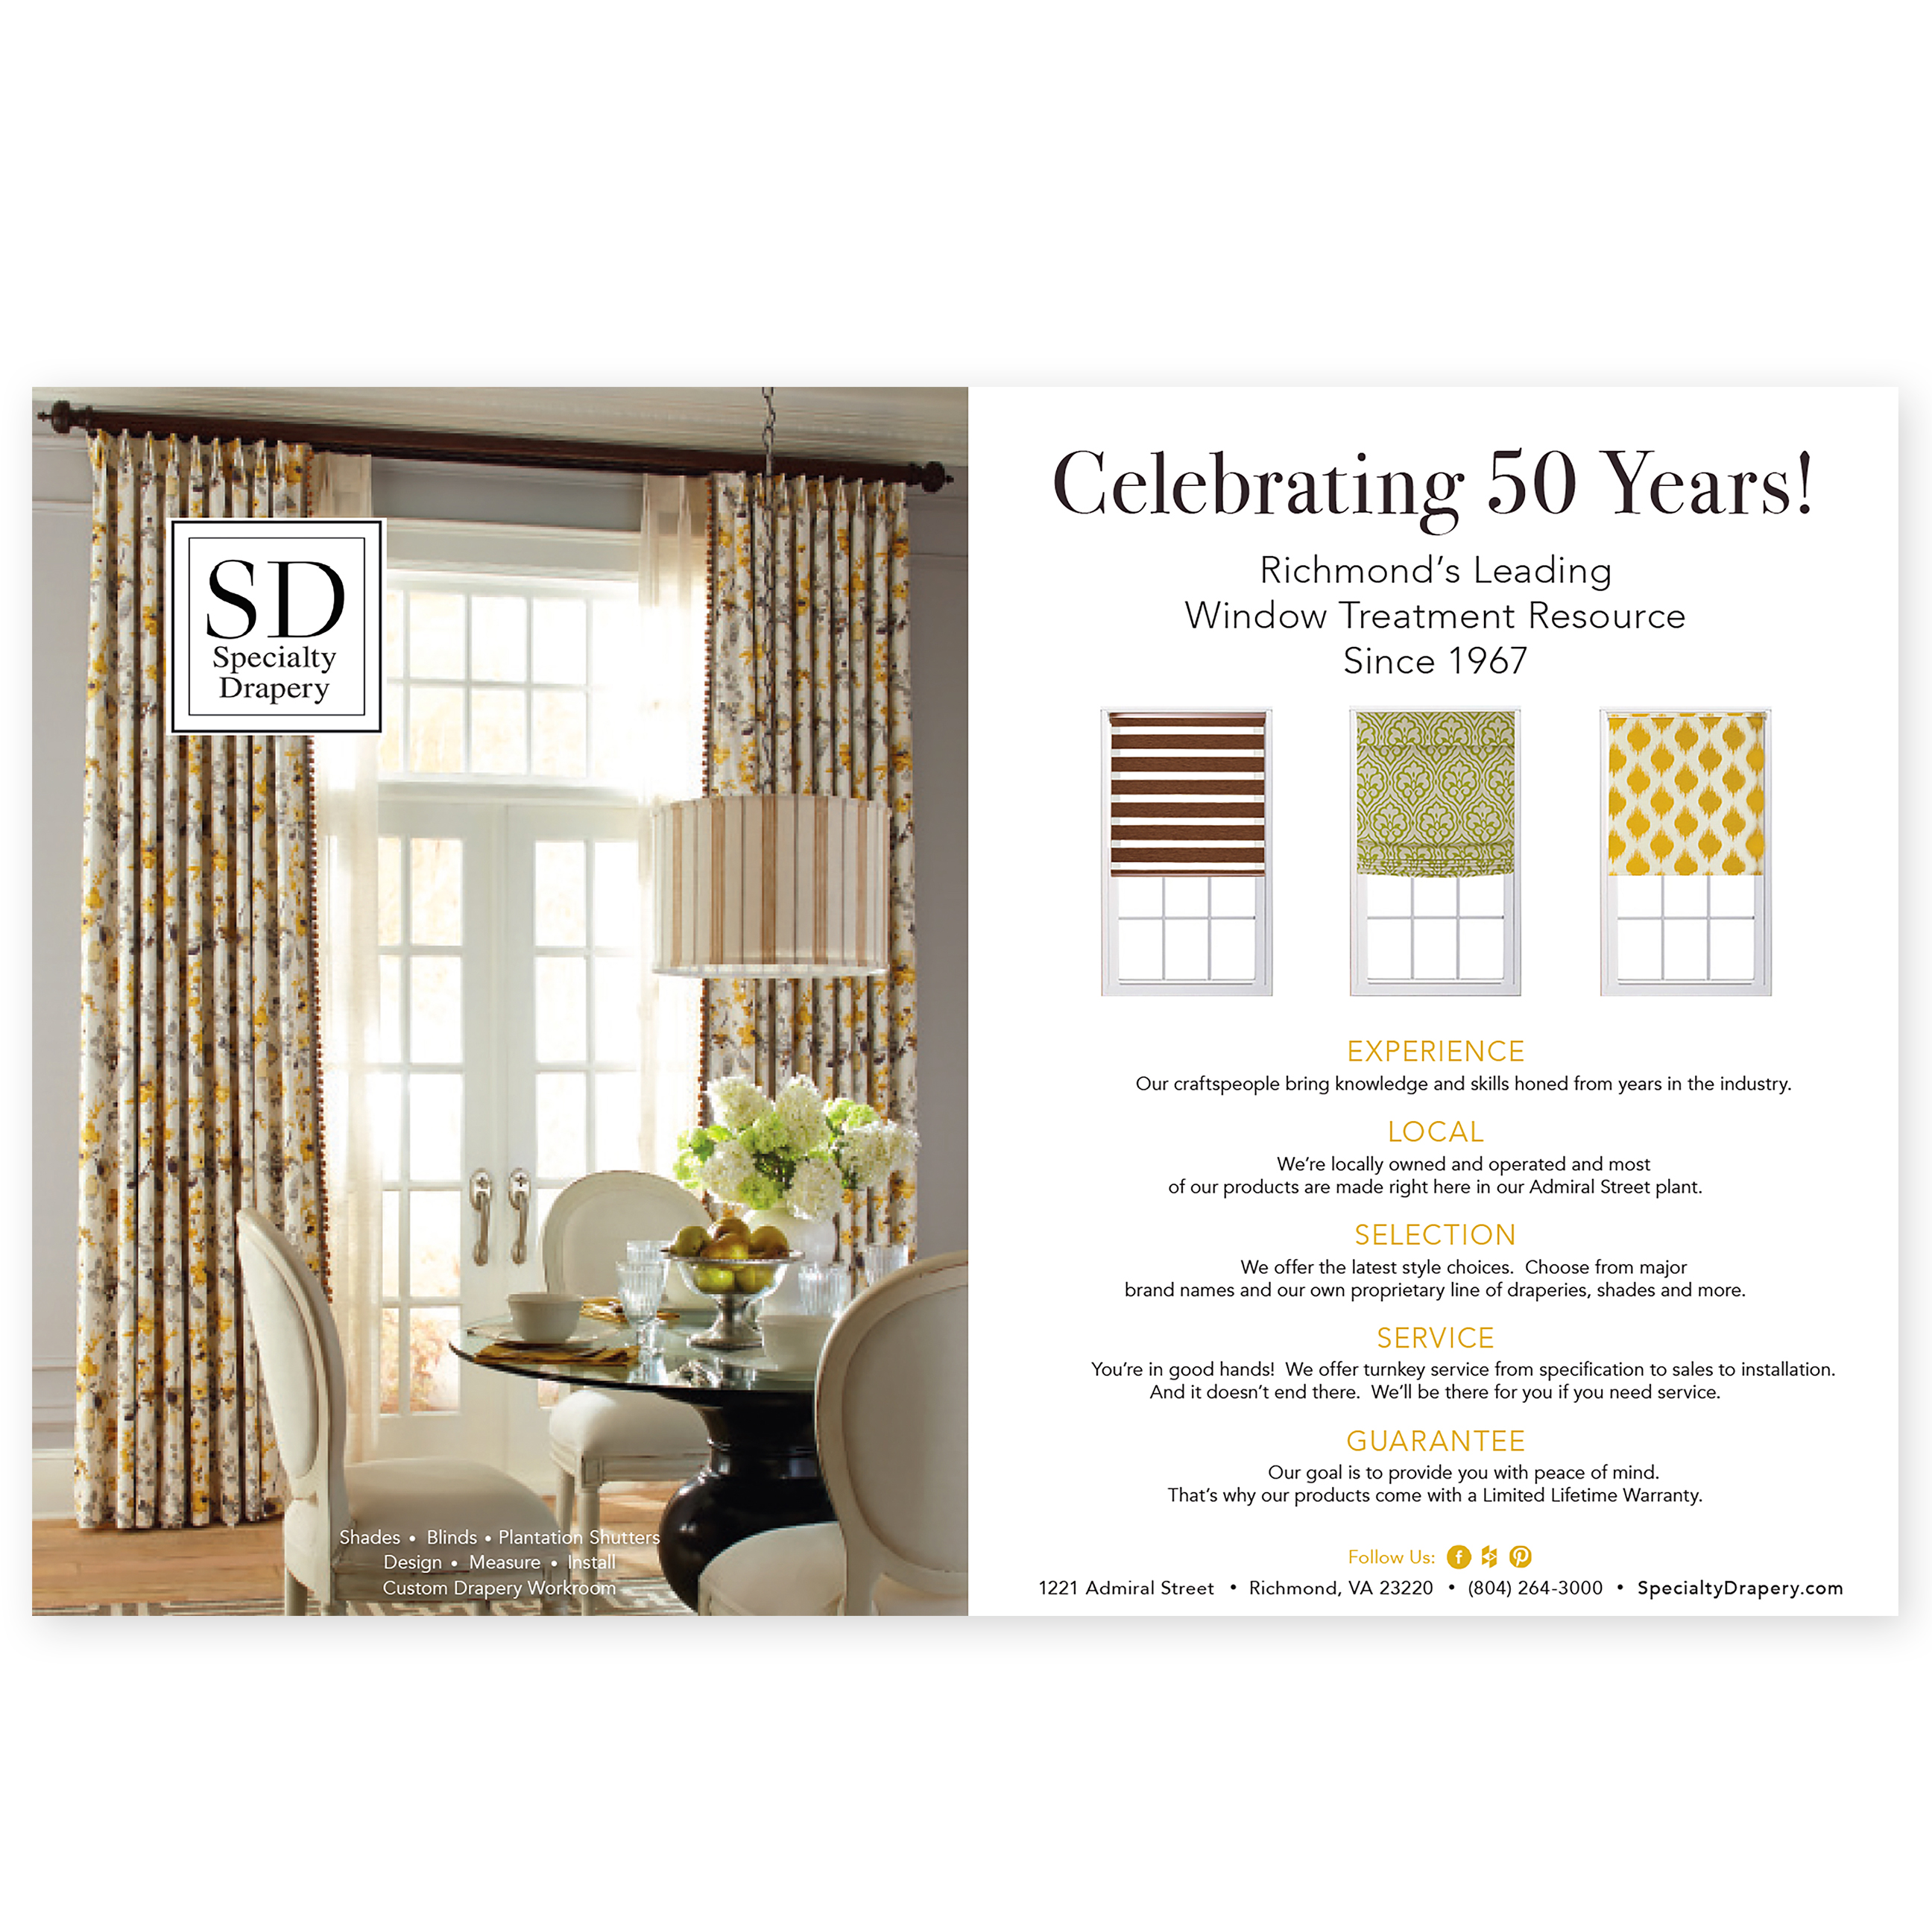 SD
Specialty
Drapery
Shades • Blinds • Plantation Shutters
Design • Measure • Install
Custom Drapery Workroom
Celebrating 50 Years!
Richmond’s Leading
Window Treatment Resource
Since 1967
EXPERIENCE
Our craftspeople bring knowledge and skills honed from years in the industry.
LOCAL
We’re locally owned and operated and most
of our products are made right here in our Admiral Street plant.
SELECTION
We offer the latest style choices.  Choose from major
brand names and our own proprietary line of draperies, shades and more.
SERVICE
You’re in good hands!  We offer turnkey service from specification to sales to installation.
And it doesn’t end there.  We’ll be there for you if you need service.
GUARANTEE
Our goal is to provide you with peace of mind.
That’s why our products come with a Limited Lifetime Warranty.
Follow Us:
1221 Admiral Street • Richmond, VA 23220 • (804) 264-3000 • SpecialtyDrapery.com